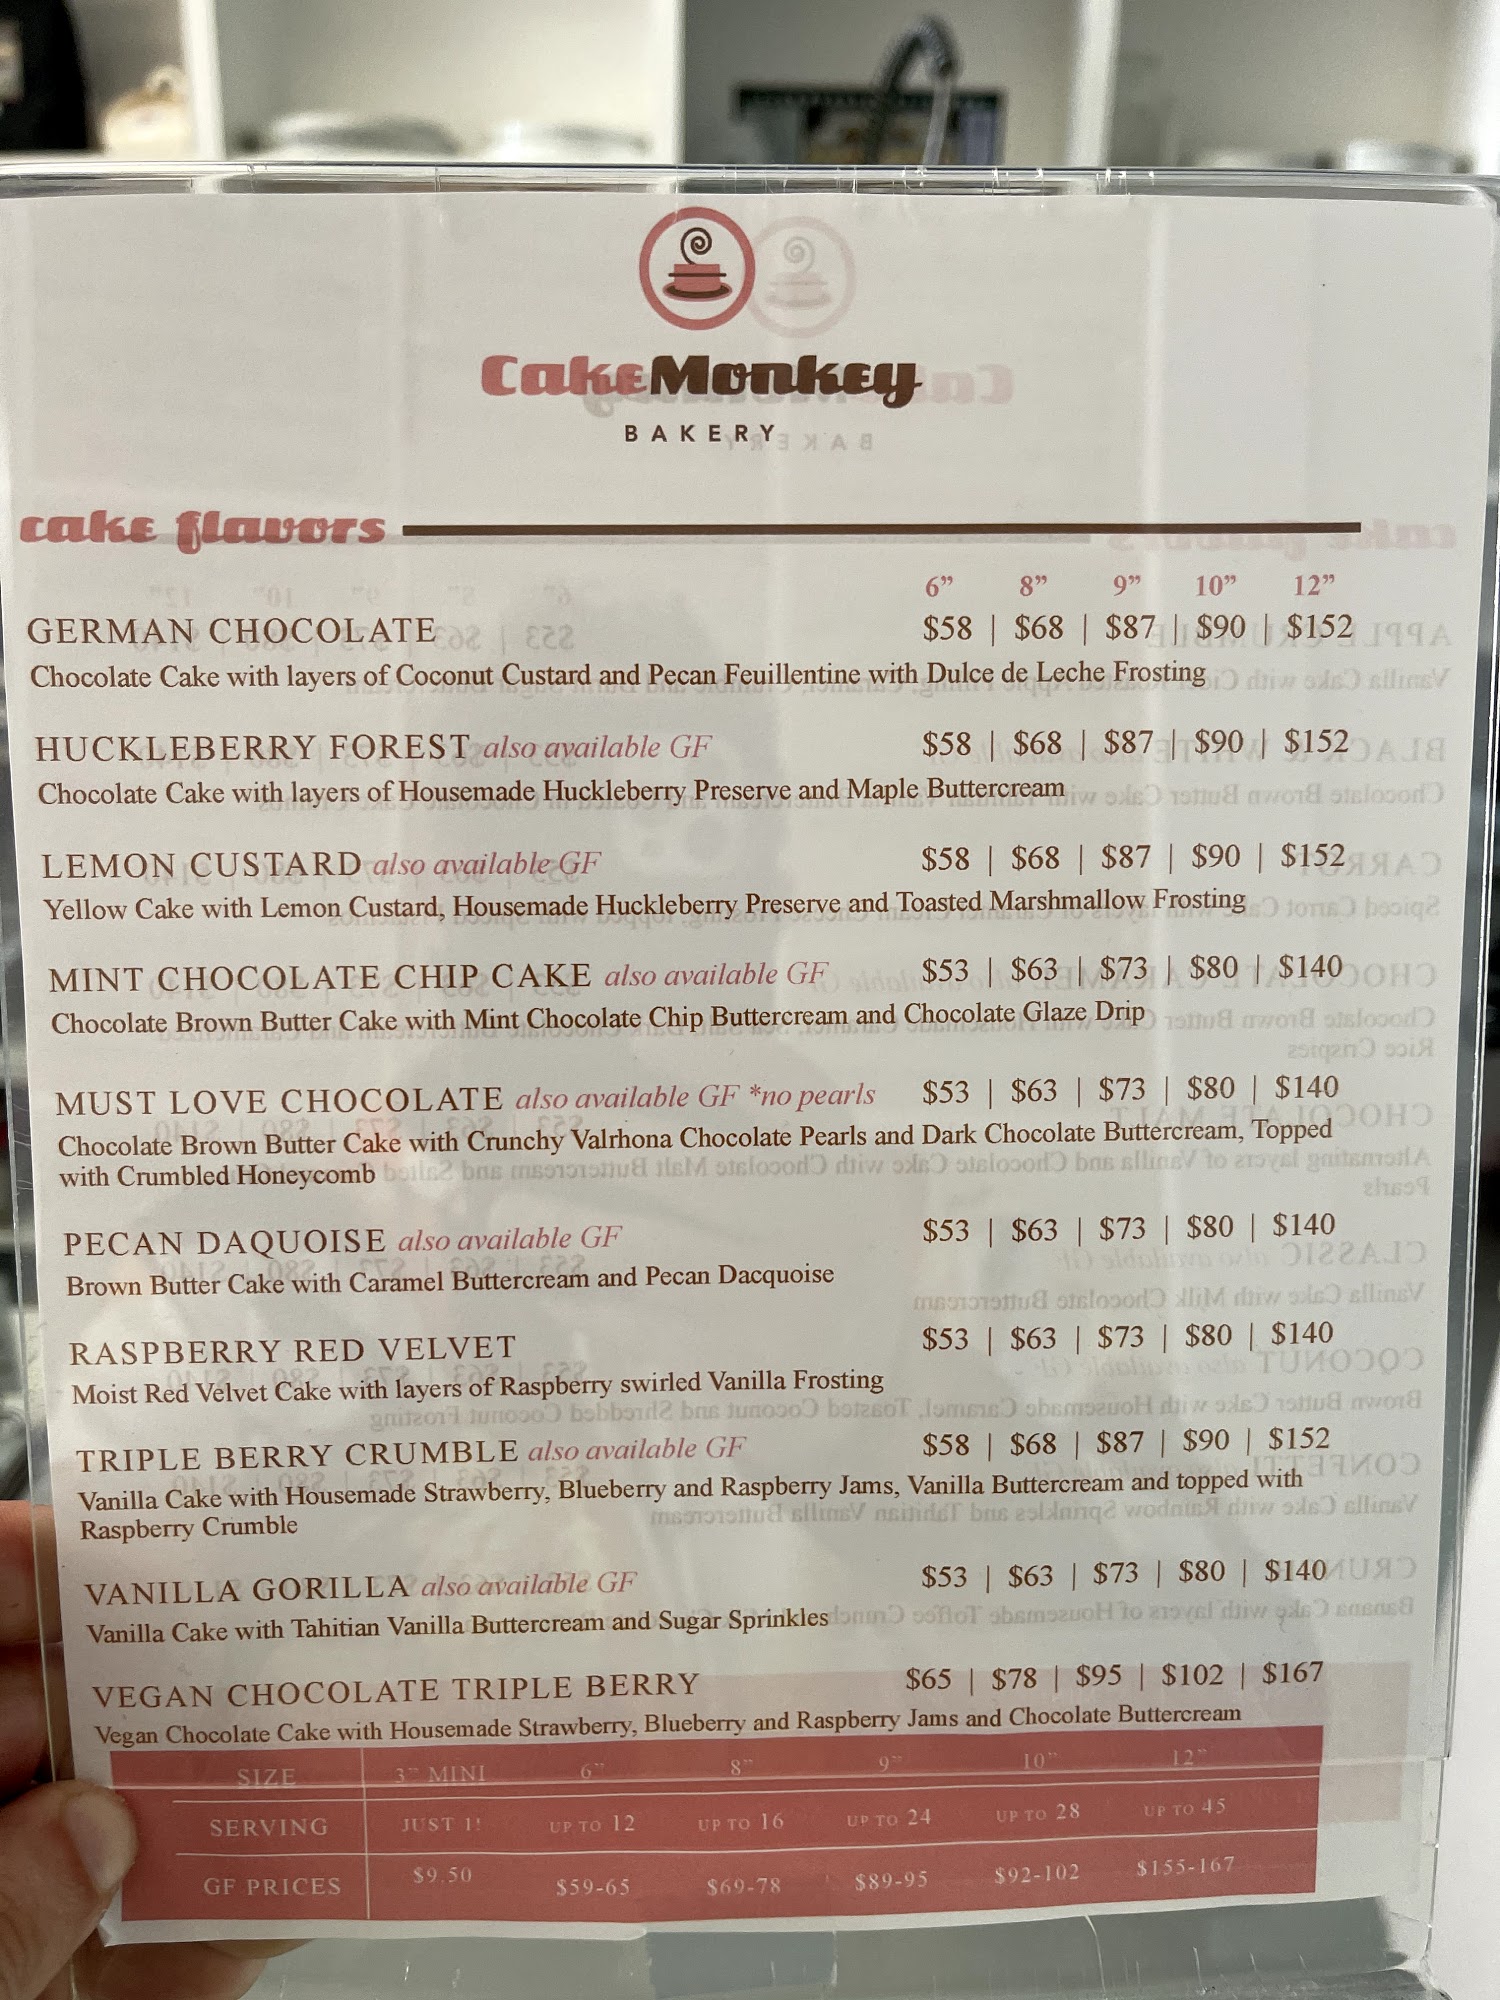 CakeMonkey
BAKERY
cake flavors
6” 8” 9” 10” 12”
GERMAN CHOCOLATE $58 | $68 | $87 | $90 | $152
Chocolate Cake with layers of Coconut Custard and Pecan Feuillentine with Dulce de Leche Frosting
HUCKLEBERRY FOREST also available GF $58 | $68 | $87 | $90 | $152
Chocolate Cake with layers of Housemade Huckleberry Preserve and Maple Buttercream
LEMON CUSTARD also available GF $58 | $68 | $87 | $90 | $152
Yellow Cake with Lemon Custard, Housemade Huckleberry Preserve and Toasted Marshmallow Frosting
MINT CHOCOLATE CHIP CAKE also available GF $53 | $63 | $73 | $80 | $140
Chocolate Brown Butter Cake with Mint Chocolate Chip Buttercream and Chocolate Glaze Drip
MUST LOVE CHOCOLATE also available GF *no pearls $53 | $63 | $73 | $80 | $140
Chocolate Brown Butter Cake with Crunchy Valrhona Chocolate Pearls and Dark Chocolate Buttercream, Topped
with Crumbled Honeycomb
PECAN DAQUOISE also available GF $53 | $63 | $73 | $80 | $140
Brown Butter Cake with Caramel Buttercream and Pecan Dacquoise
RASPBERRY RED VELVET $53 | $63 | $73 | $80 | $140
Moist Red Velvet Cake with layers of Raspberry swirled Vanilla Frosting
TRIPLE BERRY CRUMBLE also available GF $58 | $68 | $87 | $90 | $152
Vanilla Cake with Housemade Strawberry, Blueberry and Raspberry Jams, Vanilla Buttercream and topped with
Raspberry Crumble
VANILLA GORILLA also available GF $53 | $63 | $73 | $80 | $140
Vanilla Cake with Tahitian Vanilla Buttercream and Sugar Sprinkles
VEGAN CHOCOLATE TRIPLE BERRY $65 | $78 | $95 | $102 | $167
Vegan Chocolate Cake with Housemade Strawberry, Blueberry and Raspberry Jams and Chocolate Buttercream
SIZE 3” MINI 6” 8” 9” 10” 12”
SERVING JUST 1! UP TO 12 UP TO 16 UP TO 24 UP TO 28 UP TO 45
GF PRICES $9.50 $59-65 $69-78 $89-95 $92-102 $155-167